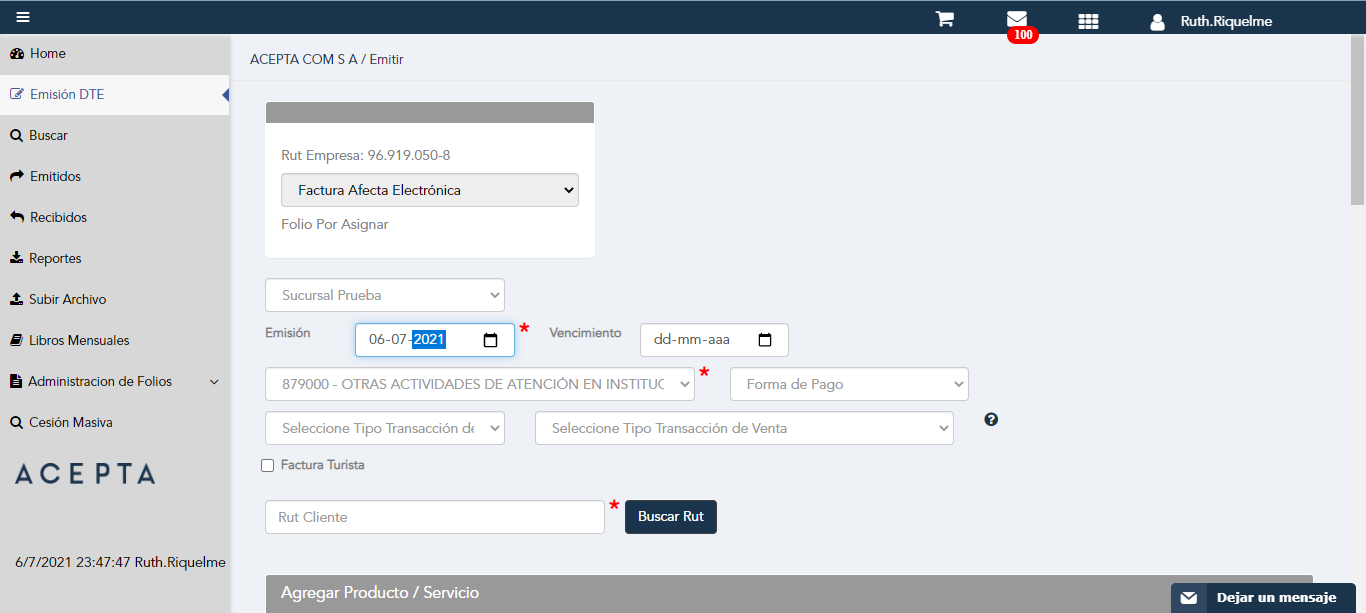 100
Ruth.Riquelme
Home
Emisión DTE
Buscar
Emitidos
Recibidos
Reportes
Subir Archivo
Libros Mensuales
Administracion de Folios
Cesión Masiva
ACEPTA
6/7/2021 23:47:47 Ruth.Riquelme
ACEPTA COM S A / Emitir
Rut Empresa: 96.919.050-8
Factura Afecta Electrónica
Folio Por Asignar
Sucursal Prueba
Emisión 06-07-2021 * Vencimiento dd-mm-aaa
879000 - OTRAS ACTIVIDADES DE ATENCIÓN EN INSTITUC * Forma de Pago
Seleccione Tipo Transacción de Seleccione Tipo Transacción de Venta ?
Factura Turista
Rut Cliente * Buscar Rut
Agregar Producto / Servicio
Dejar un mensaje